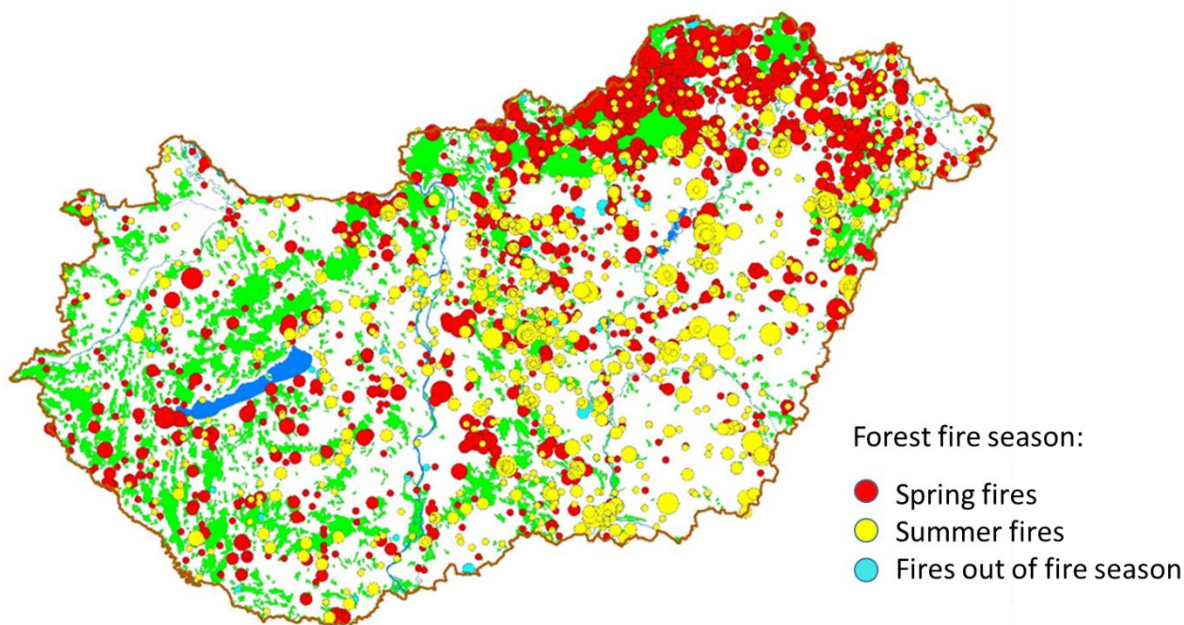 Forest fire season:
Spring fires
Summer fires
Fires out of fire season